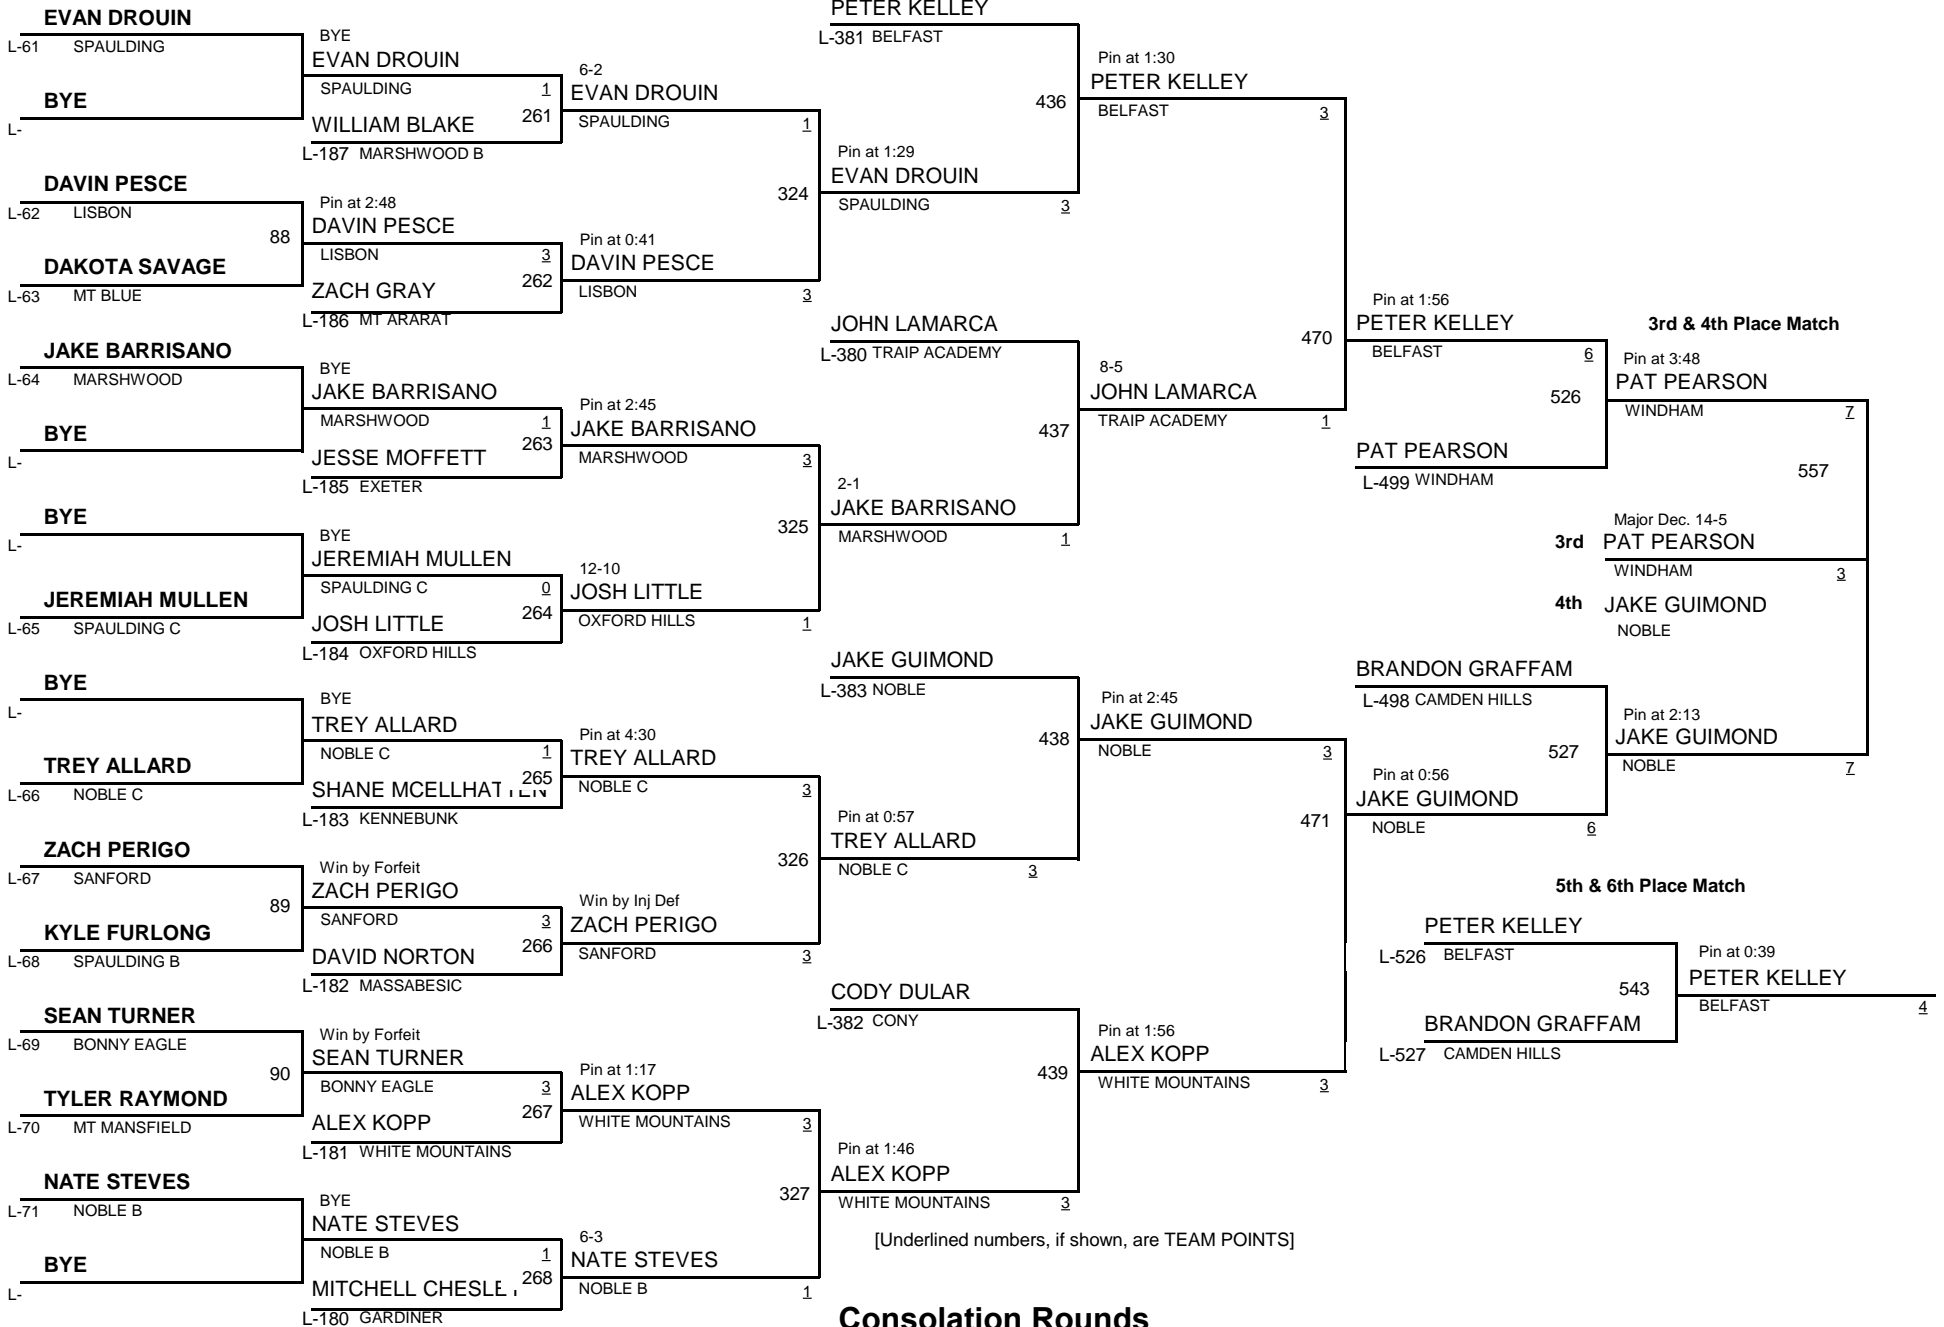 EVAN DROUIN
L-61 SPAULDING
BYE
L-
DAVIN PESCE
L-62 LISBON
88
DAKOTA SAVAGE
L-63 MT BLUE
JAKE BARRISANO
L-64 MARSHWOOD
BYE
L-
BYE
L-
JEREMIAH MULLEN
L-65 SPAULDING C
BYE
L-
TREY ALLARD
L-66 NOBLE C
ZACH PERIGO
L-67 SANFORD
89
KYLE FURLONG
L-68 SPAULDING B
SEAN TURNER
L-69 BONNY EAGLE
90
TYLER RAYMOND
L-70 MT MANSFIELD
NATE STEVES
L-71 NOBLE B
BYE
L-
BYE
EVAN DROUIN
SPAULDING 1
261
WILLIAM BLAKE
L-187 MARSHWOOD B
Pin at 2:48
DAVIN PESCE
LISBON 3
262
ZACH GRAY
L-186 MT ARARAT
BYE
JAKE BARRISANO
MARSHWOOD 1
263
JESSE MOFFETT
L-185 EXETER
BYE
JEREMIAH MULLEN
SPAULDING C 0
264
JOSH LITTLE
L-184 OXFORD HILLS
BYE
TREY ALLARD
NOBLE C 1
265
SHANE
L-183 KENNEBUNK
Win by Forfeit
ZACH PERIGO
SANFORD 3
266
DAVID NORTON
L-182 MASSABESIC
Win by Forfeit
SEAN TURNER
BONNY EAGLE 3
267
ALEX KOPP
L-181 WHITE MOUNTAINS
BYE
NATE STEVES
NOBLE B 1
268
MITCHELL
L-180 GARDINER
6-2
EVAN DROUIN
SPAULDING 1
324
Pin at 0:41
DAVIN PESCE
LISBON 3
Pin at 2:45
JAKE BARRISANO
MARSHWOOD 3
325
12-10
JOSH LITTLE
OXFORD HILLS 1
Pin at 4:30
TREY ALLARD
NOBLE C 3
326
Win by Inj Def
ZACH PERIGO
SANFORD 3
Pin at 1:17
ALEX KOPP
WHITE MOUNTAINS 3
327
6-3
NATE STEVES
NOBLE B 1
PETER KELLEY
L-381 BELFAST
436
Pin at 1:29
EVAN DROUIN
SPAULDING 3
JOHN LAMARCA
L-380 TRAIP ACADEMY
437
2-1
JAKE BARRISANO
MARSHWOOD 1
JAKE GUIMOND
L-383 NOBLE
438
Pin at 0:57
TREY ALLARD
NOBLE C 3
CODY DULAR
L-382 CONY
439
Pin at 1:46
ALEX KOPP
WHITE MOUNTAINS 3
Pin at 1:30
PETER KELLEY
BELFAST 3
470
8-5
JOHN LAMARCA
TRAIP ACADEMY 1
Pin at 2:45
JAKE GUIMOND
NOBLE 3
471
Pin at 1:56
ALEX KOPP
WHITE MOUNTAINS 3
Pin at 1:56
PETER KELLEY
BELFAST 6
526
PAT PEARSON
L-499 WINDHAM
BRANDON GRAFFAM
L-498 CAMDEN HILLS
527
Pin at 0:56
JAKE GUIMOND
NOBLE 6
3rd & 4th Place Match
Pin at 3:48
PAT PEARSON
WINDHAM 7
557
Major Dec. 14-5
3rd PAT PEARSON
WINDHAM 3
4th JAKE GUIMOND
NOBLE
Pin at 2:13
JAKE GUIMOND
NOBLE 7
5th & 6th Place Match
PETER KELLEY
L-526 BELFAST
543
BRANDON GRAFFAM
L-527 CAMDEN HILLS
Pin at 0:39
PETER KELLEY
BELFAST 4
[Underlined numbers, if shown, are TEAM POINTS]
Consolation Rounds